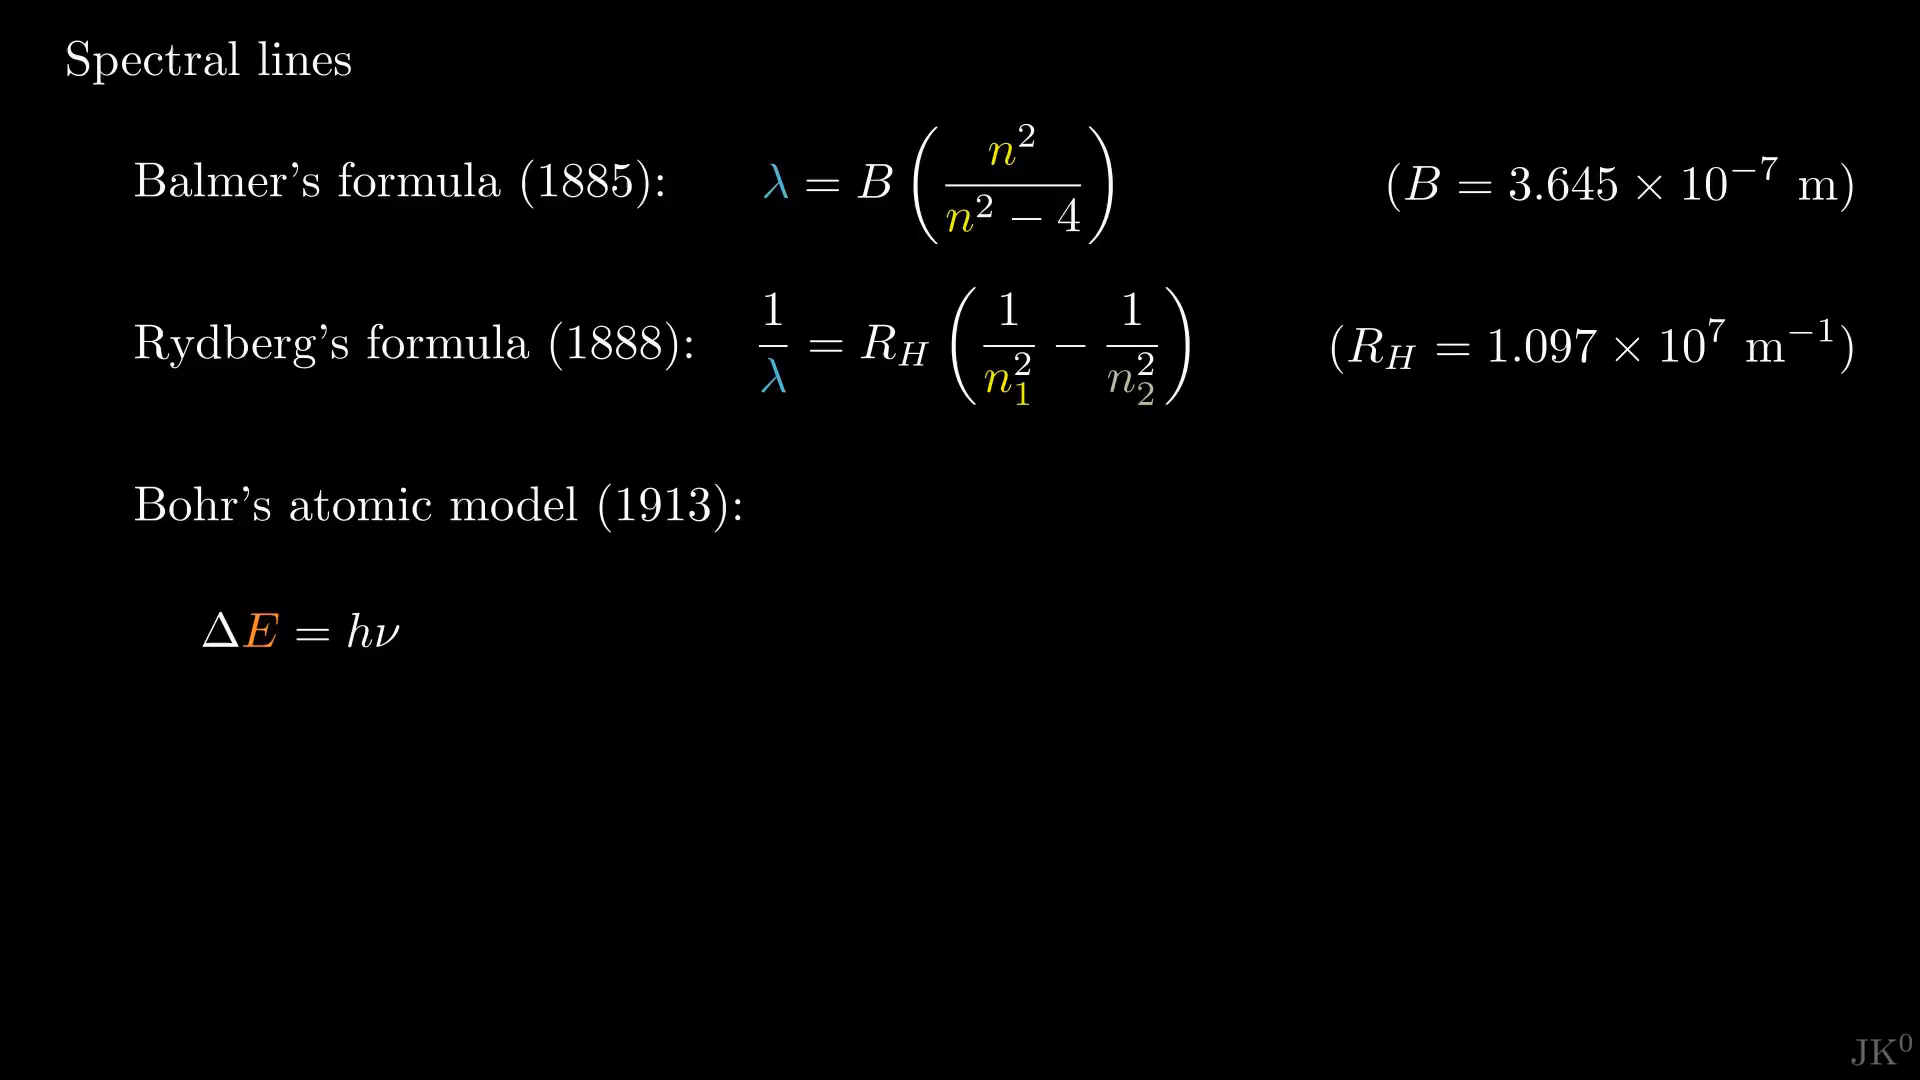 Spectral lines
Balmer's formula (1885): λ = B (n² / (n² − 4)) (B = 3.645 × 10⁻⁷ m)
Rydberg's formula (1888): 1/λ = R_H (1/n₁² − 1/n₂²) (R_H = 1.097 × 10⁷ m⁻¹)
Bohr's atomic model (1913):
ΔE = hν
JK⁰